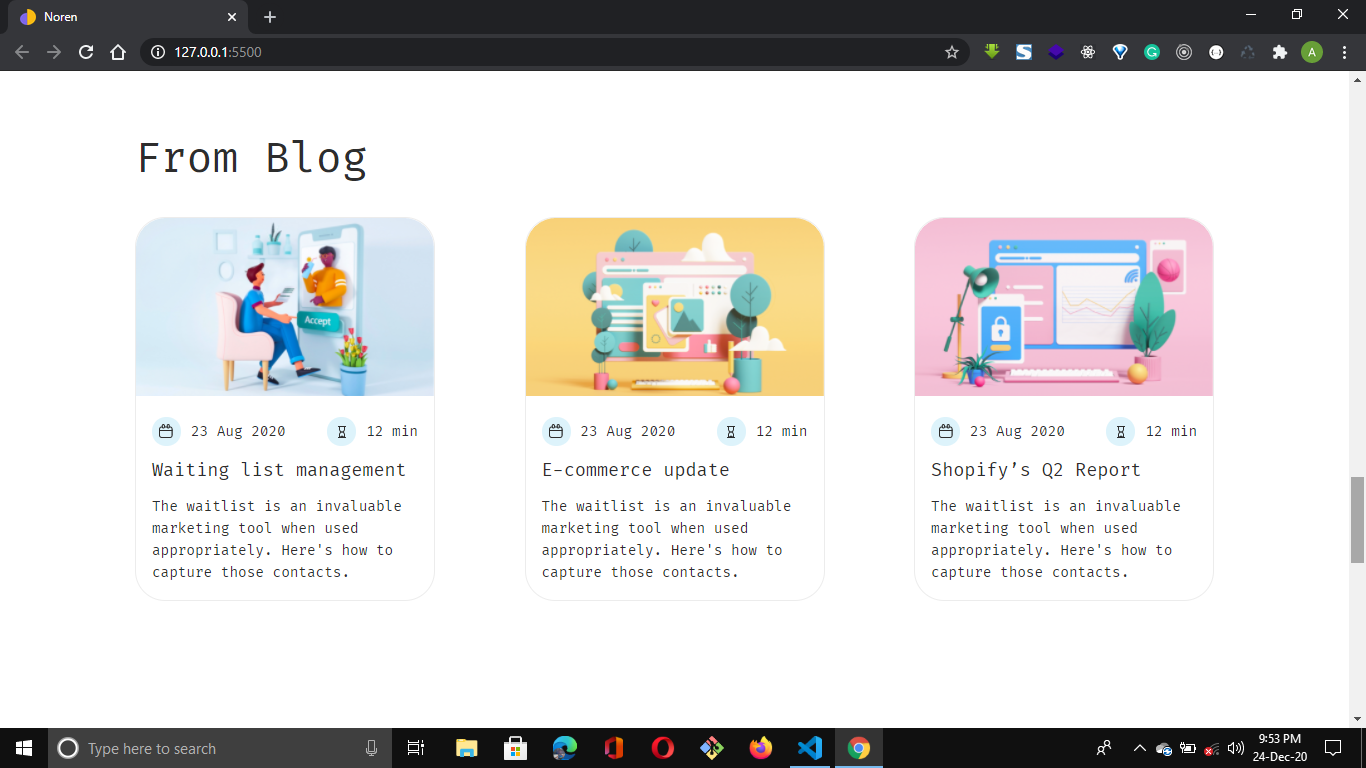 Noren
127.0.0.1:5500
A
From Blog
Accept
23 Aug 2020 12 min
Waiting list management
The waitlist is an invaluable
marketing tool when used
appropriately. Here's how to
capture those contacts.
23 Aug 2020 12 min
E-commerce update
The waitlist is an invaluable
marketing tool when used
appropriately. Here's how to
capture those contacts.
23 Aug 2020 12 min
Shopify’s Q2 Report
The waitlist is an invaluable
marketing tool when used
appropriately. Here's how to
capture those contacts.
Type here to search
9:53 PM
24-Dec-20